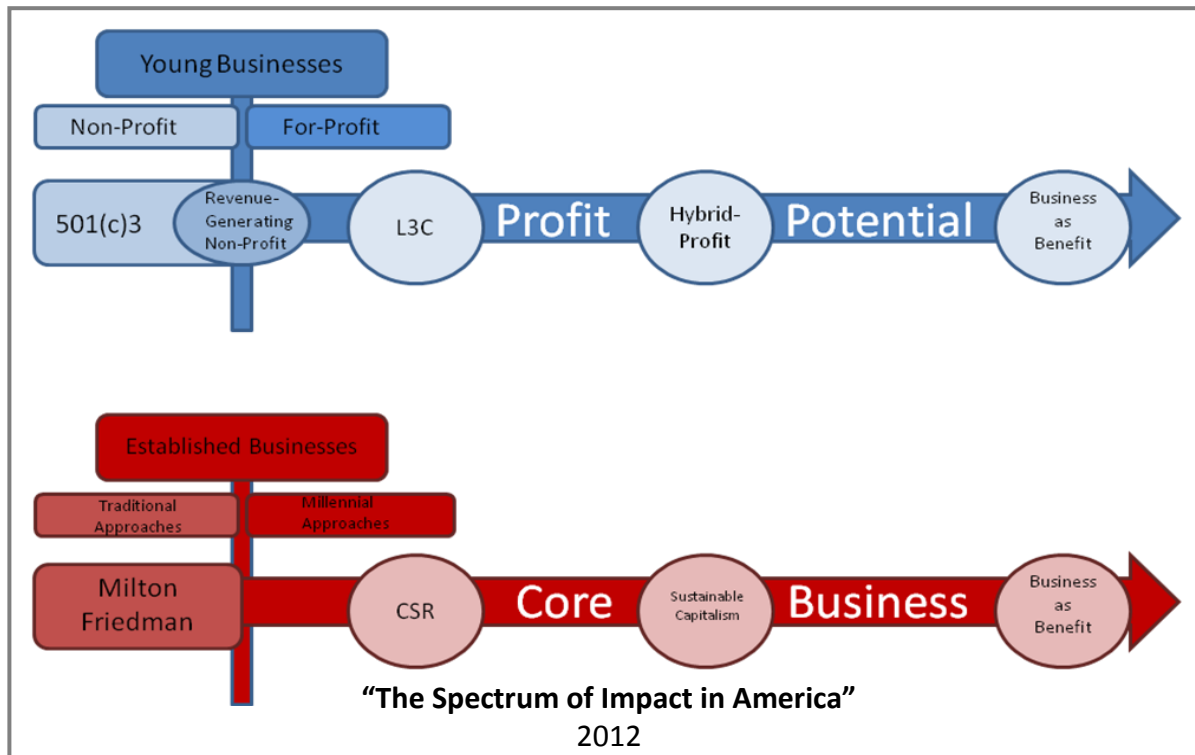 Young Businesses
Non-Profit
For-Profit
501(c)3
Revenue-
Generating
Non-Profit
L3C
Profit
Hybrid-
Profit
Potential
Business
as
Benefit
Established Businesses
Traditional
Approaches
Millennial
Approaches
Milton
Friedman
CSR
Core
Sustainable
Capitalism
Business
Business
as
Benefit
“The Spectrum of Impact in America”
2012